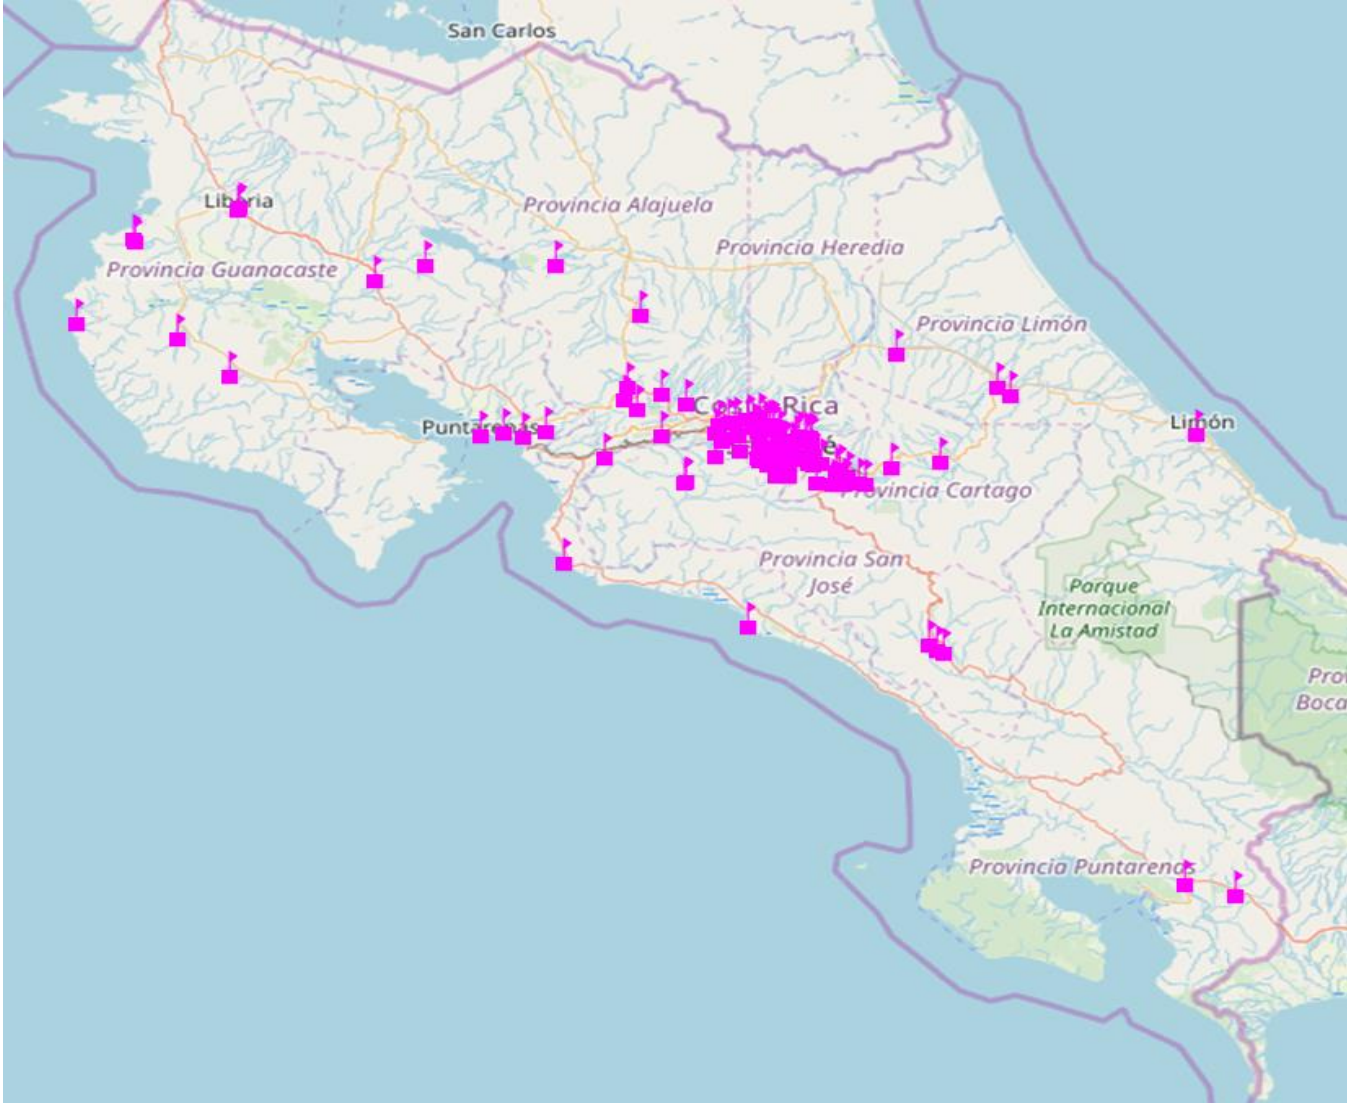 San Carlos
Liberia
Provincia Alajuela
Provincia Heredia
Provincia Guanacaste
Provincia Limón
Costa Rica
Puntarenas
Limón
Provincia Cartago
Provincia San
José
Parque
Internacional
La Amistad
Provincia Puntarenas